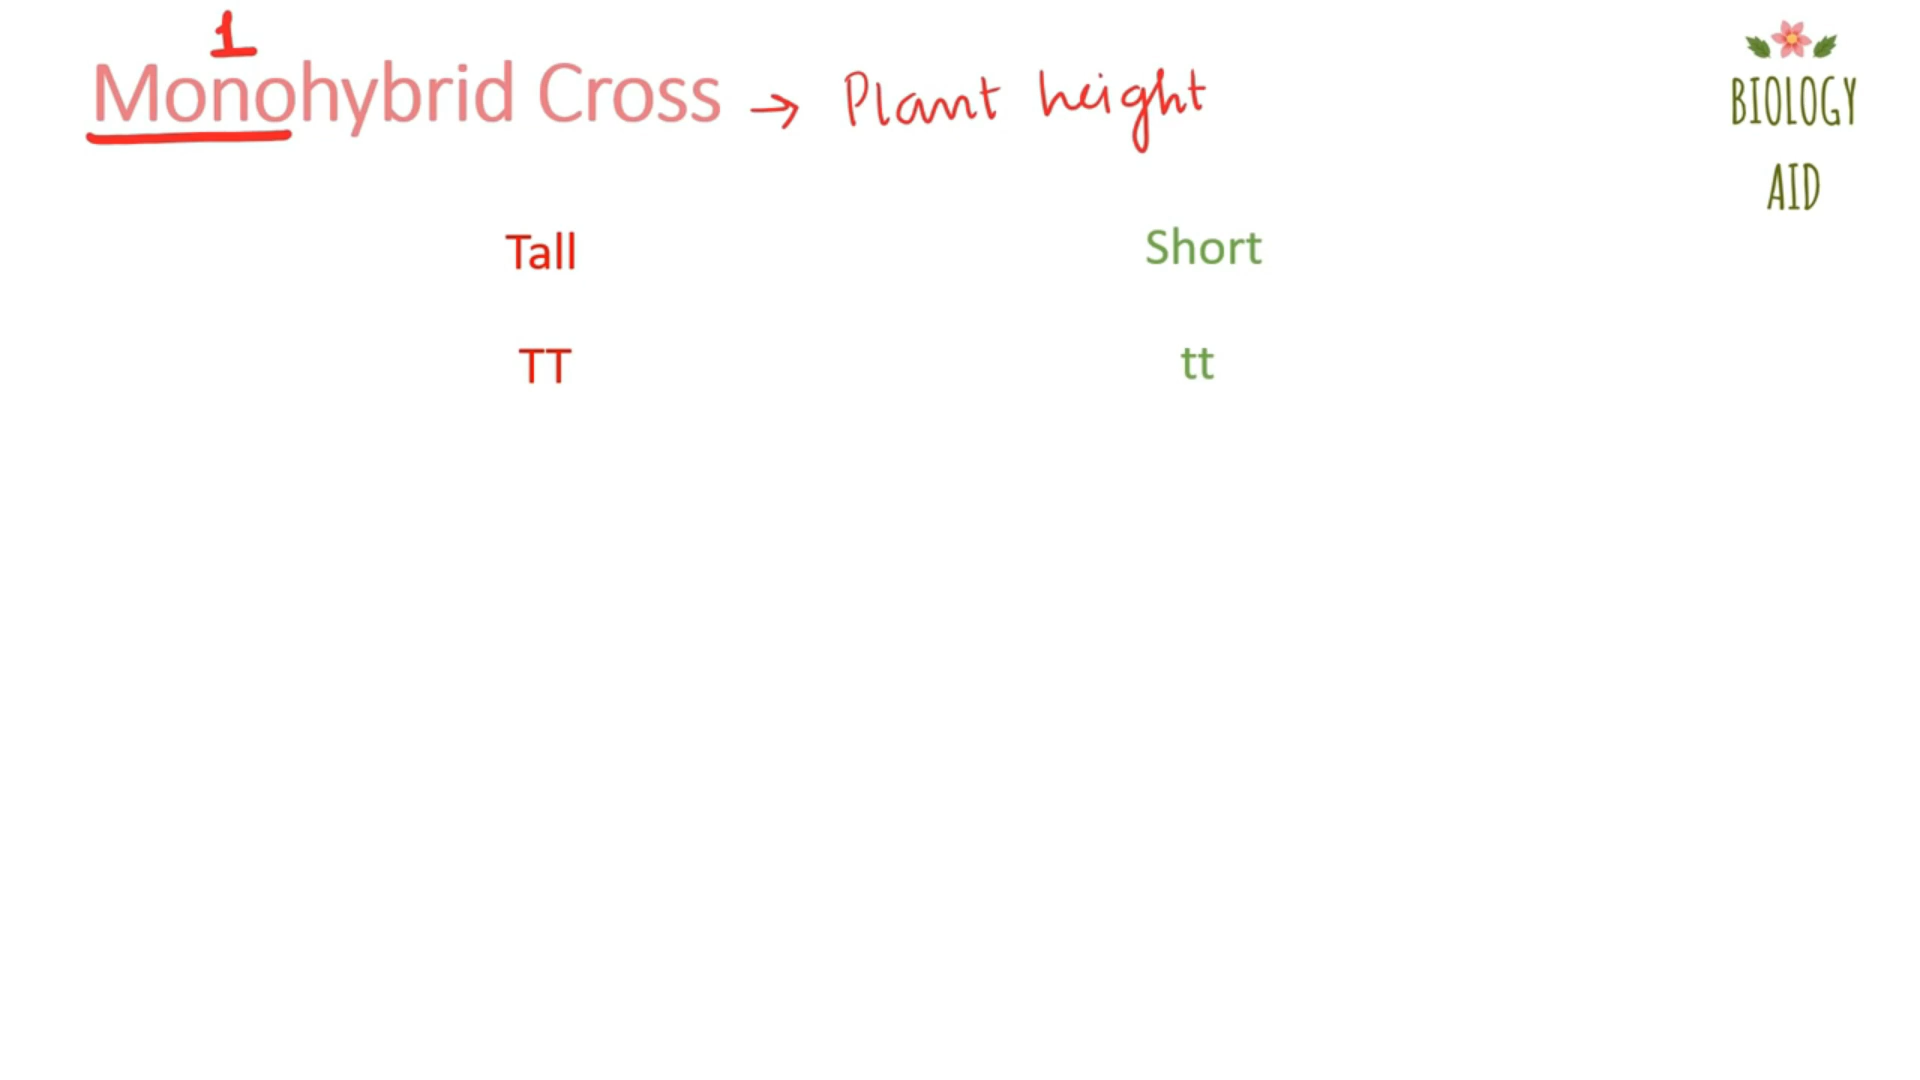 1
Monohybrid Cross → Plant height
BIOLOGY
AID
Tall Short
TT tt